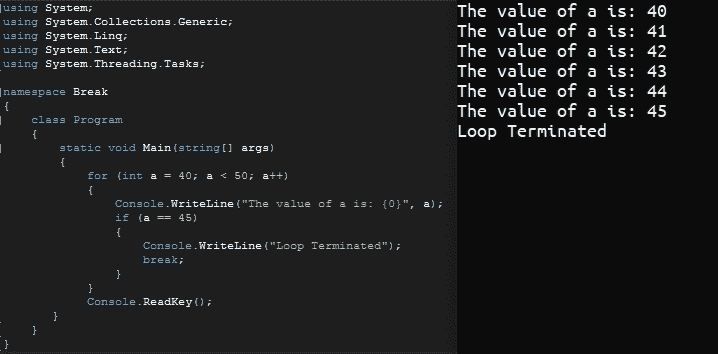 using System;
using System.Collections.Generic;
using System.Linq;
using System.Text;
using System.Threading.Tasks;
namespace Break
{
class Program
{
static void Main(string[] args)
{
for (int a = 40; a < 50; a++)
{
Console.WriteLine("The value of a is: {0}", a);
if (a == 45)
{
Console.WriteLine("Loop Terminated");
break;
}
}
Console.ReadKey();
}
}
}
The value of a is: 40
The value of a is: 41
The value of a is: 42
The value of a is: 43
The value of a is: 44
The value of a is: 45
Loop Terminated